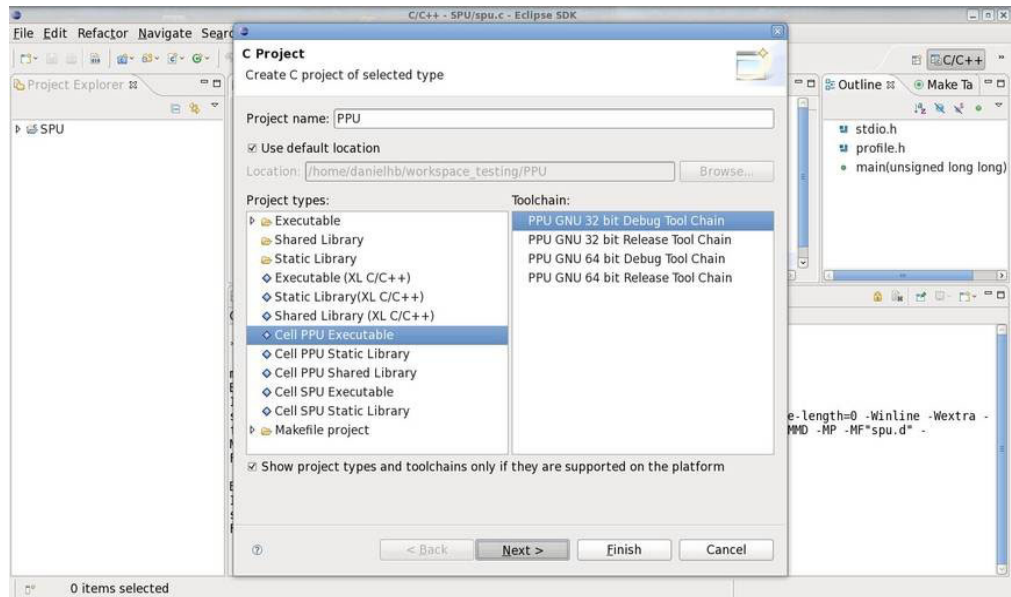 C/C++ - SPU/spu.c - Eclipse SDK
File Edit Refactor Navigate Sear
C/C++
Project Explorer
SPU
C Project
Create C project of selected type
Project name: PPU
Use default location
Location: /home/danielhb/workspace_testing/PPU Browse...
Project types:
Executable
Shared Library
Static Library
Executable (XL C/C++)
Static Library(XL C/C++)
Shared Library (XL C/C++)
Cell PPU Executable
Cell PPU Static Library
Cell PPU Shared Library
Cell SPU Executable
Cell SPU Static Library
Makefile project
Toolchain:
PPU GNU 32 bit Debug Tool Chain
PPU GNU 32 bit Release Tool Chain
PPU GNU 64 bit Debug Tool Chain
PPU GNU 64 bit Release Tool Chain
Show project types and toolchains only if they are supported on the platform
< Back Next > Finish Cancel
Outline Make Ta
stdio.h
profile.h
main(unsigned long long)
e-length=0 -Winline -Wextra -
MMD -MP -MF"spu.d" -
0 items selected